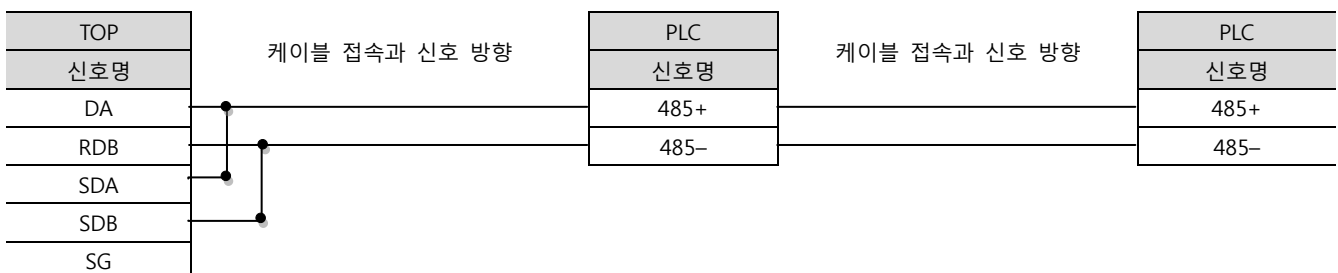 TOP 케이블 접속과 신호 방향 PLC 케이블 접속과 신호 방향 PLC
신호명 신호명 신호명
DA 485+ 485+
RDB 485– 485–
SDA
SDB
SG